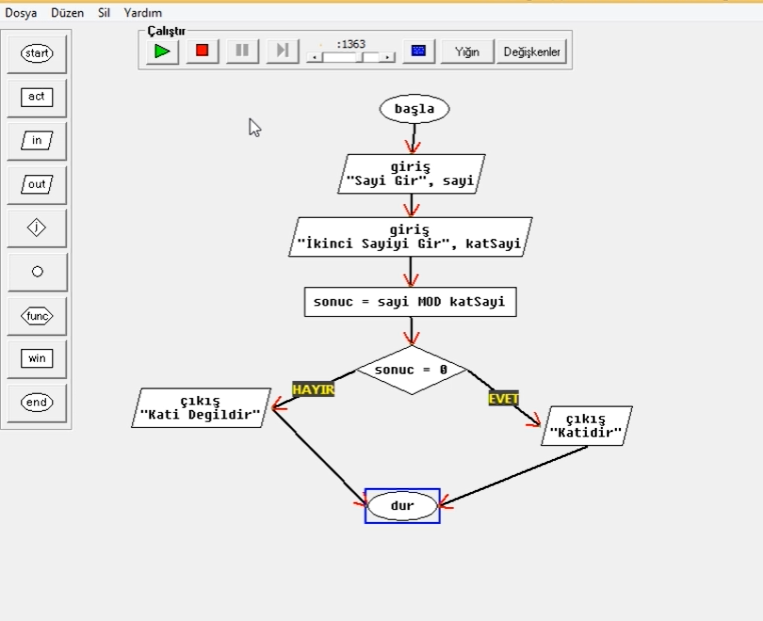 Dosya Düzen Sil Yardım
Çalıştır
:1363
Yığın Değişkenler
start
act
in
out
func
win
end
başla
giriş
"Sayi Gir", sayi
giriş
"İkinci Sayiyi Gir", katSayi
sonuc = sayi MOD katSayi
sonuc = 0
HAYIR
EVET
çıkış
"Kati Degildir"
çıkış
"Katidir"
dur